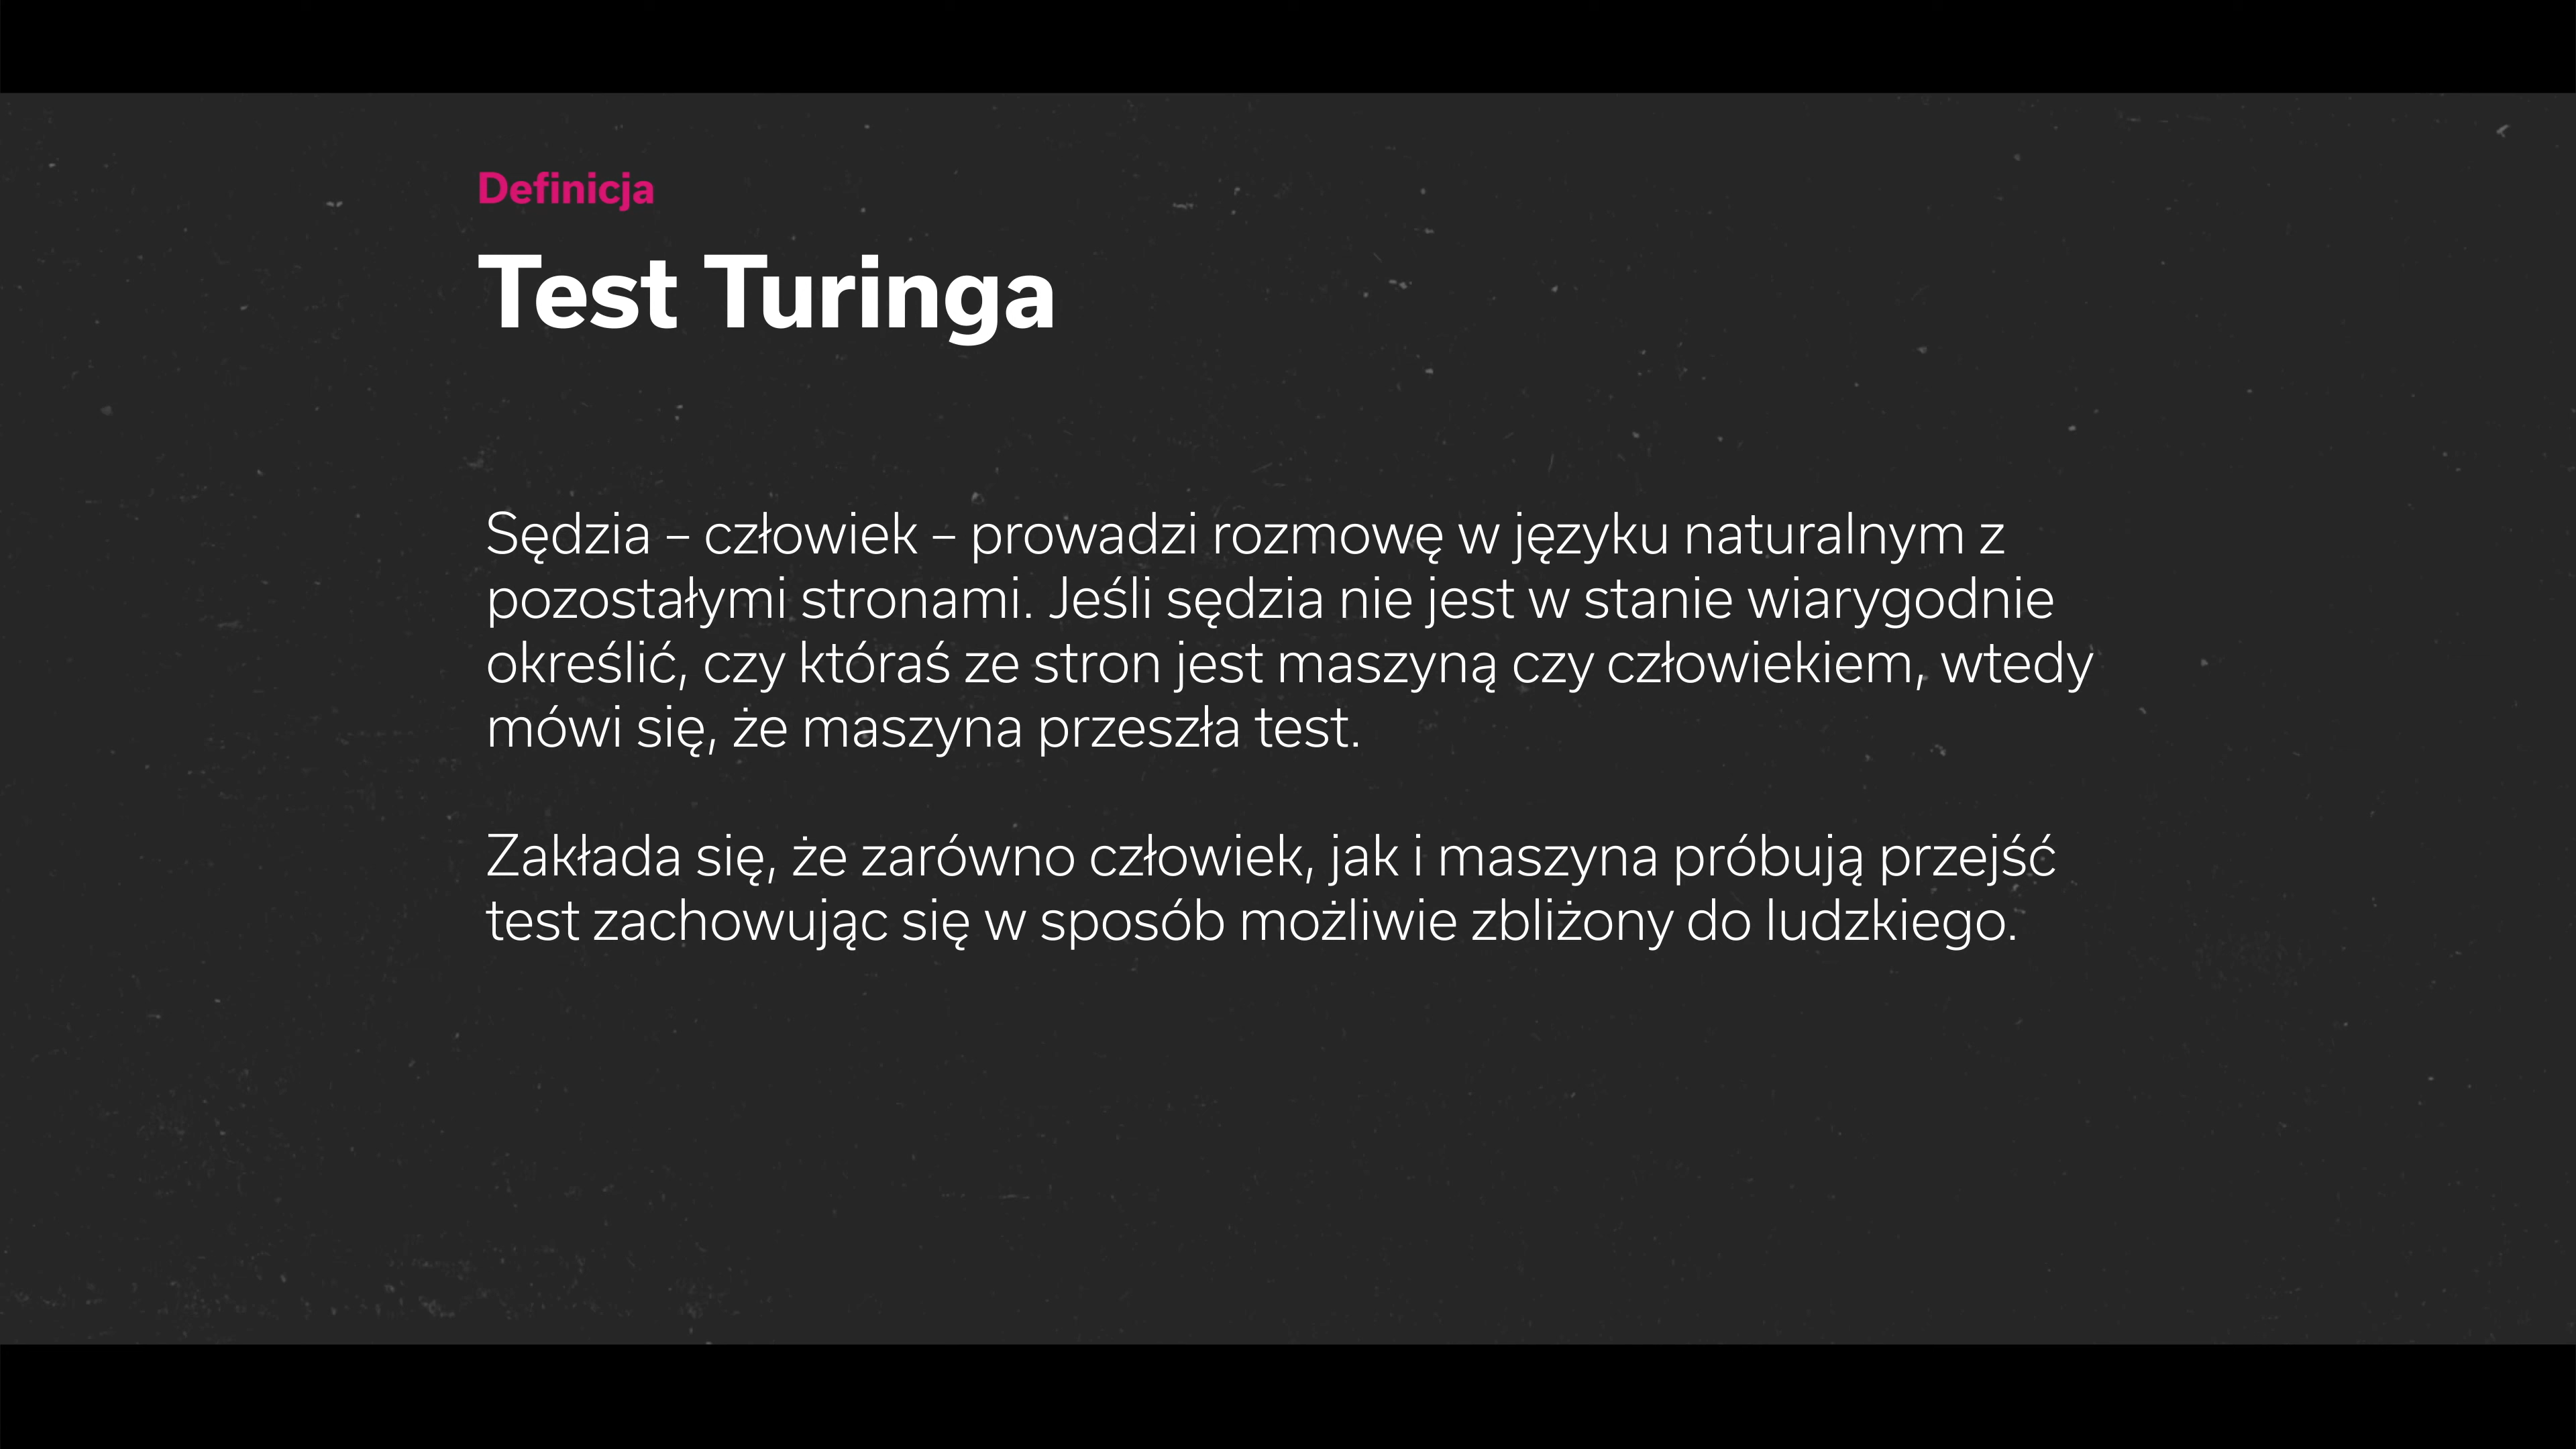 Definicja
Test Turinga
Sędzia – człowiek – prowadzi rozmowę w języku naturalnym z
pozostałymi stronami. Jeśli sędzia nie jest w stanie wiarygodnie
określić, czy któraś ze stron jest maszyną czy człowiekiem, wtedy
mówi się, że maszyna przeszła test.
Zakłada się, że zarówno człowiek, jak i maszyna próbują przejść
test zachowując się w sposób możliwie zbliżony do ludzkiego.